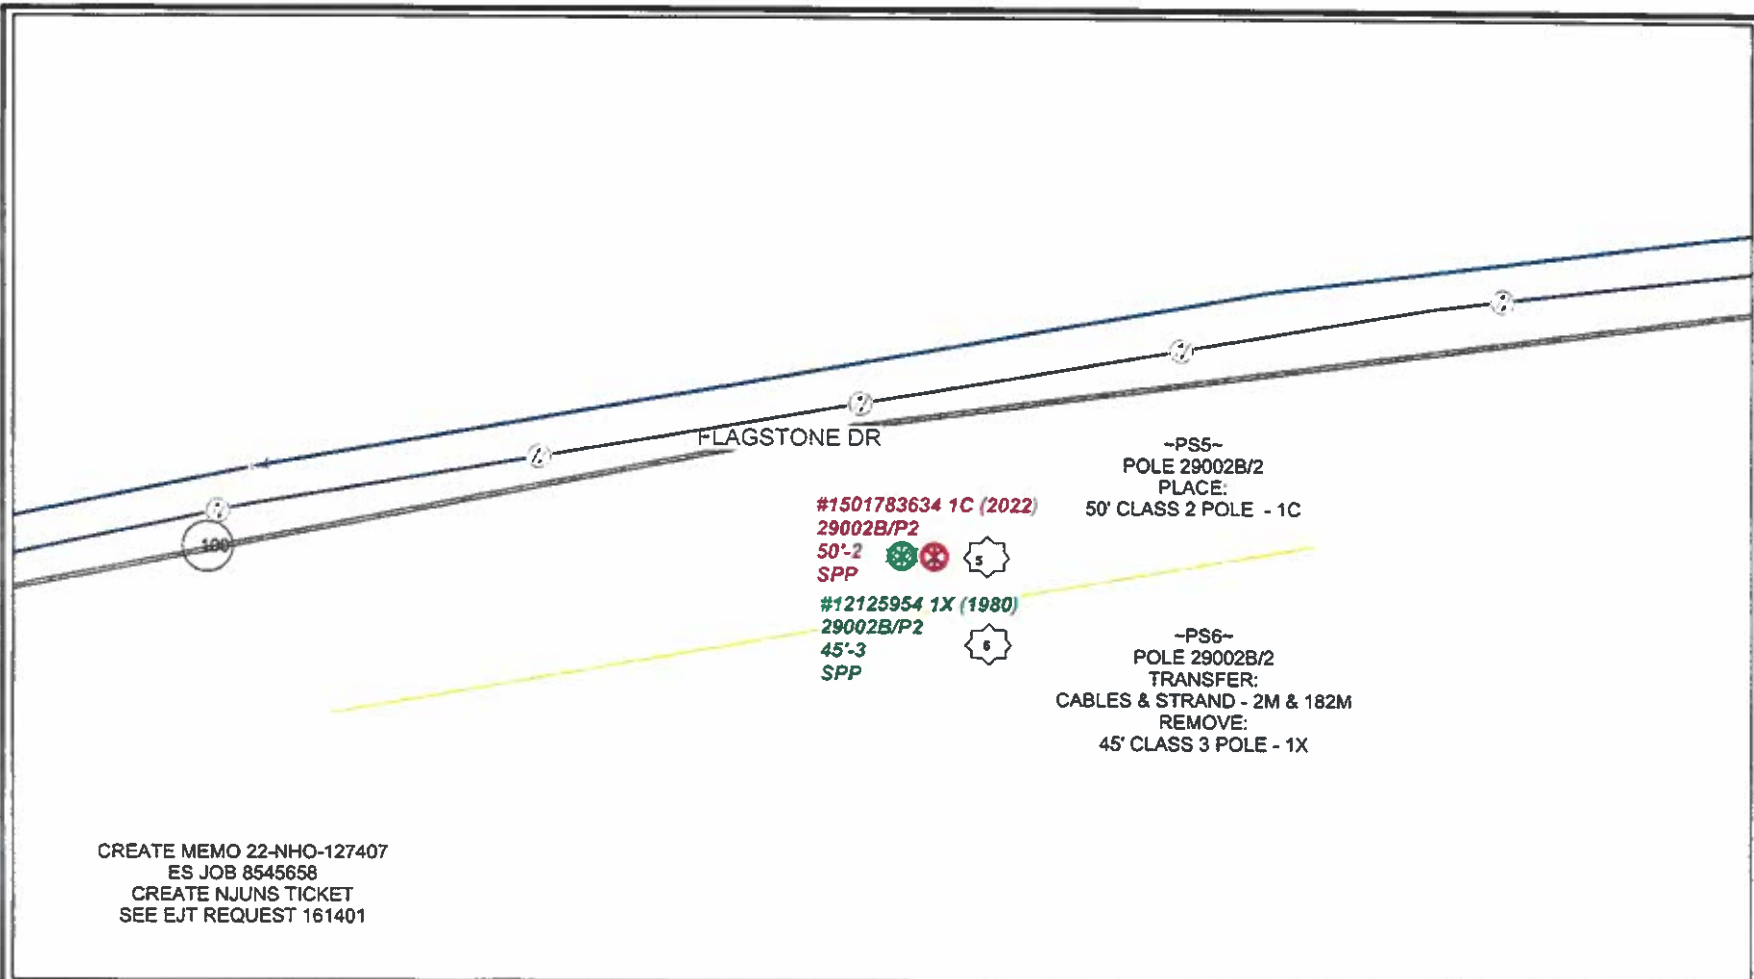 FLAGSTONE DR
100
~PS5~
POLE 29002B/2
PLACE:
50' CLASS 2 POLE - 1C
#1501783634 1C (2022)
29002B/P2
50'-2
SPP
5
#12125954 1X (1980)
29002B/P2
45'-3
SPP
6
~PS6~
POLE 29002B/2
TRANSFER:
CABLES & STRAND - 2M & 182M
REMOVE:
45' CLASS 3 POLE - 1X
CREATE MEMO 22-NHO-127407
ES JOB 8545658
CREATE NJUNS TICKET
SEE EJT REQUEST 161401